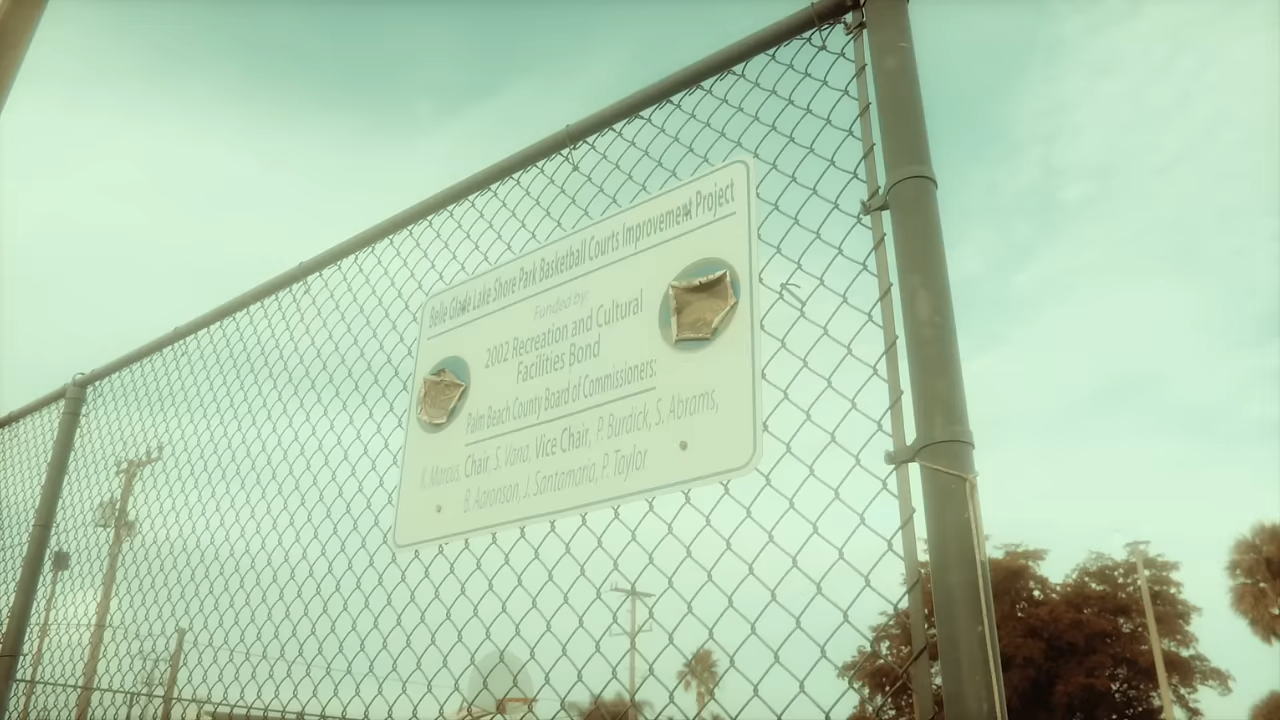 Belle Glade Lake Shore Park Basketball Courts Improvement Project
Funded by:
2002 Recreation and Cultural
Facilities Bond
Palm Beach County Board of Commissioners:
K. Marcus, Chair, S. Vana, Vice Chair, P. Burdick, S. Abrams,
B. Aaronson, J. Santamaria, P. Taylor